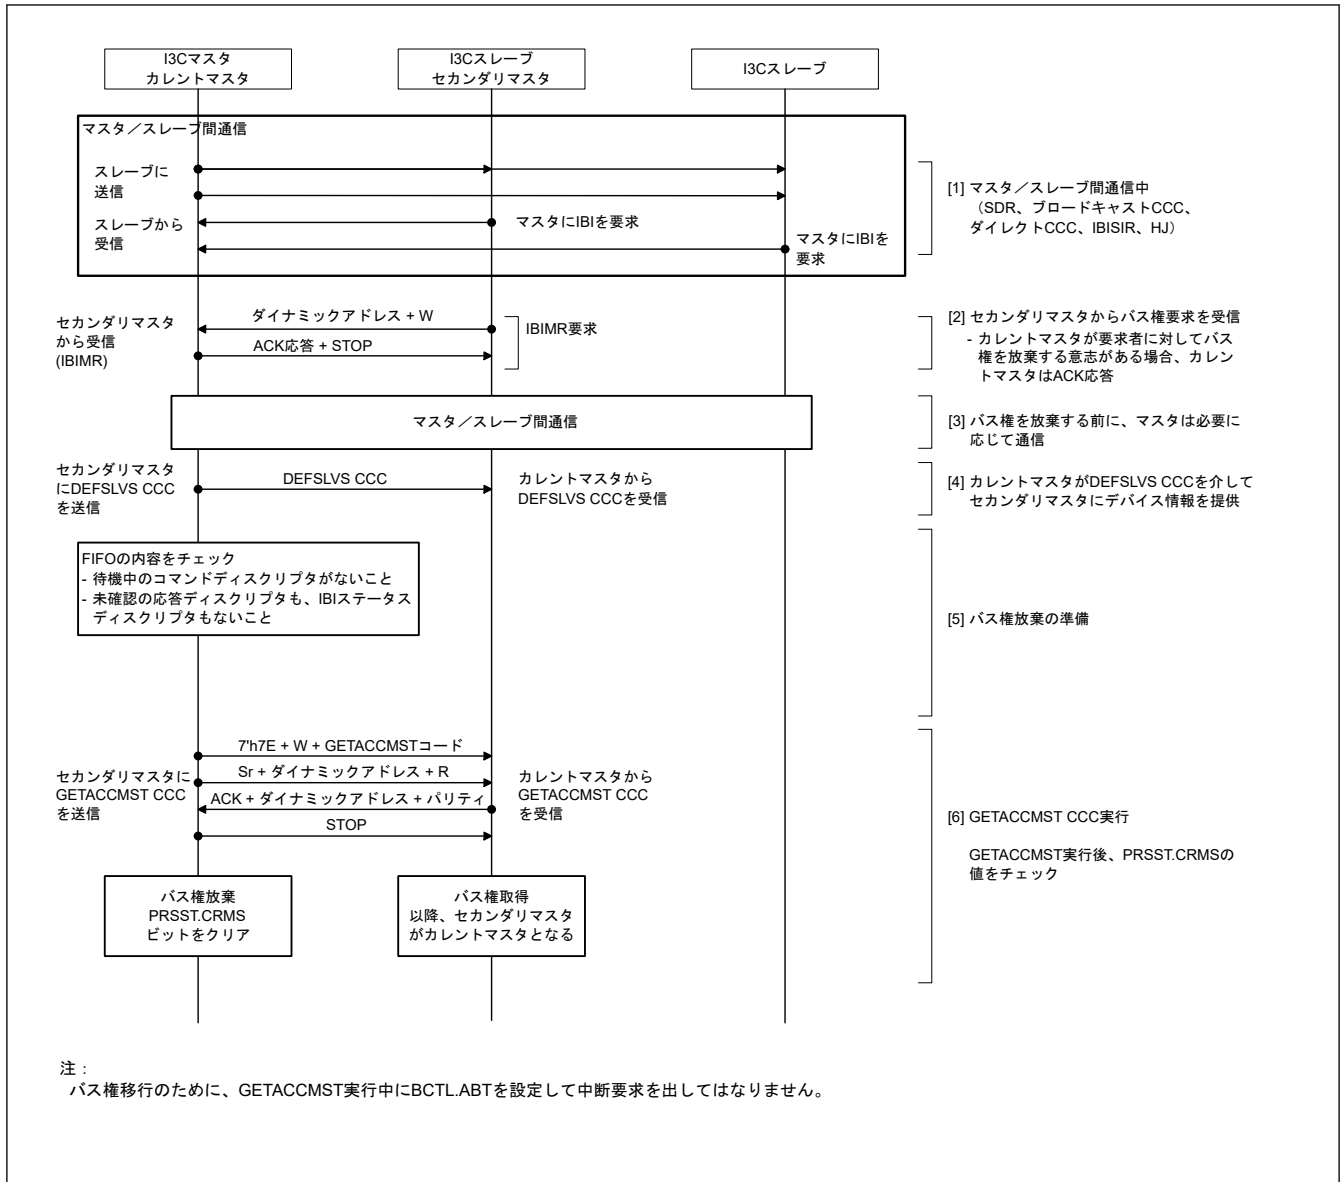 I3Cマスタ
カレントマスタ
I3Cスレーブ
セカンダリマスタ
I3Cスレーブ
マスタ／スレーブ間通信
スレーブに
送信
スレーブから
受信
マスタにIBIを要求
マスタにIBIを
要求
[1] マスタ／スレーブ間通信中
（SDR、ブロードキャストCCC、
ダイレクトCCC、IBISIR、HJ）
セカンダリマスタ
から受信
(IBIMR)
ダイナミックアドレス + W
ACK応答 + STOP
IBIMR要求
[2] セカンダリマスタからバス権要求を受信
- カレントマスタが要求者に対してバス
権を放棄する意志がある場合、カレン
トマスタはACK応答
マスタ／スレーブ間通信
[3] バス権を放棄する前に、マスタは必要に
応じて通信
セカンダリマスタ
にDEFSLVS CCC
を送信
DEFSLVS CCC
カレントマスタから
DEFSLVS CCCを受信
[4] カレントマスタがDEFSLVS CCCを介して
セカンダリマスタにデバイス情報を提供
FIFOの内容をチェック
- 待機中のコマンドディスクリプタがないこと
- 未確認の応答ディスクリプタも、IBIステータス
ディスクリプタもないこと
[5] バス権放棄の準備
7'h7E + W + GETACCMSTコード
Sr + ダイナミックアドレス + R
ACK + ダイナミックアドレス + パリティ
STOP
セカンダリマスタに
GETACCMST CCC
を送信
カレントマスタから
GETACCMST CCC
を受信
[6] GETACCMST CCC実行
GETACCMST実行後、PRSST.CRMSの
値をチェック
バス権放棄
PRSST.CRMS
ビットをクリア
バス権取得
以降、セカンダリマスタ
がカレントマスタとなる
注：
バス権移行のために、GETACCMST実行中にBCTL.ABTを設定して中断要求を出してはなりません。